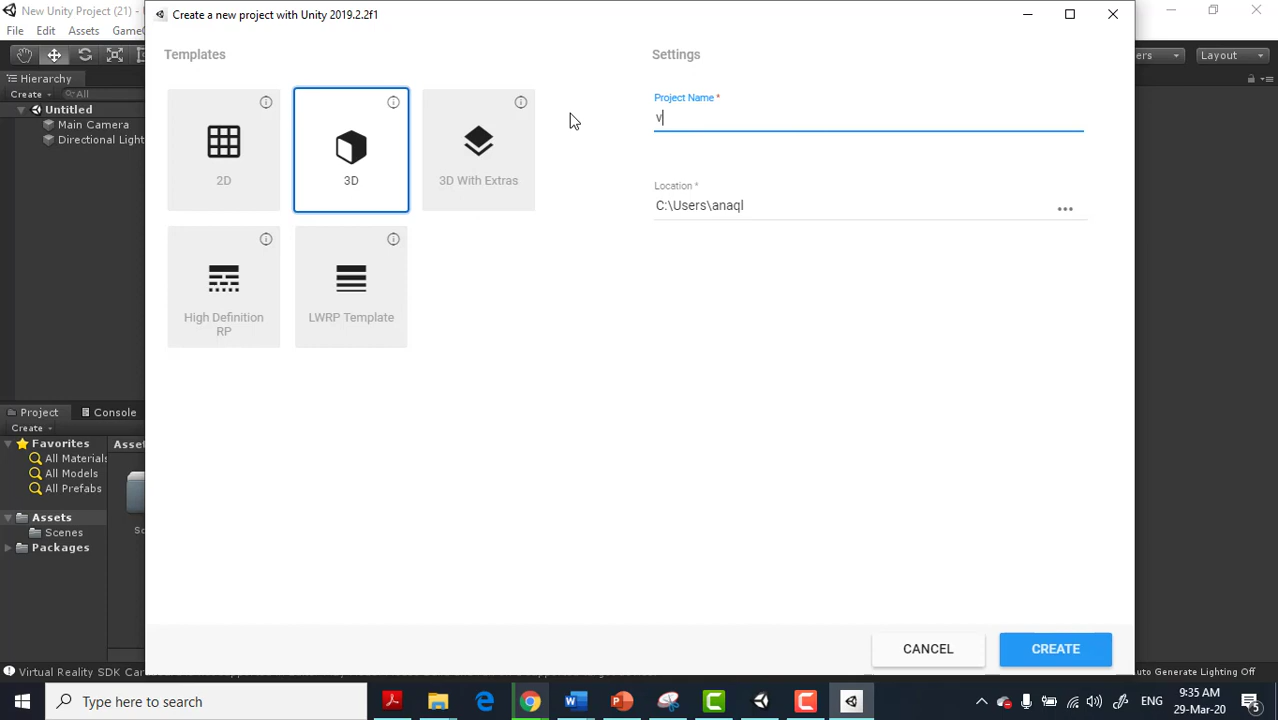 New Unity Project (21) -
Create a new project with Unity 2019.2.2f1
File Edit Assets
Templates
Settings
Layout
Hierarchy
Create
All
Project Name *
v
Untitled
Main Camera
Directional Light
2D
3D
3D With Extras
Location *
C:\Users\anaql
...
High Definition
RP
LWRP Template
Project
Console
Create
Favorites
All Materials
All Models
All Prefabs
Assets
Scenes
Packages
CANCEL
CREATE
Virtual Reality SDK
Auto Generate Lighting Off
Type here to search
ENG
9:35 AM
29-Mar-20
5